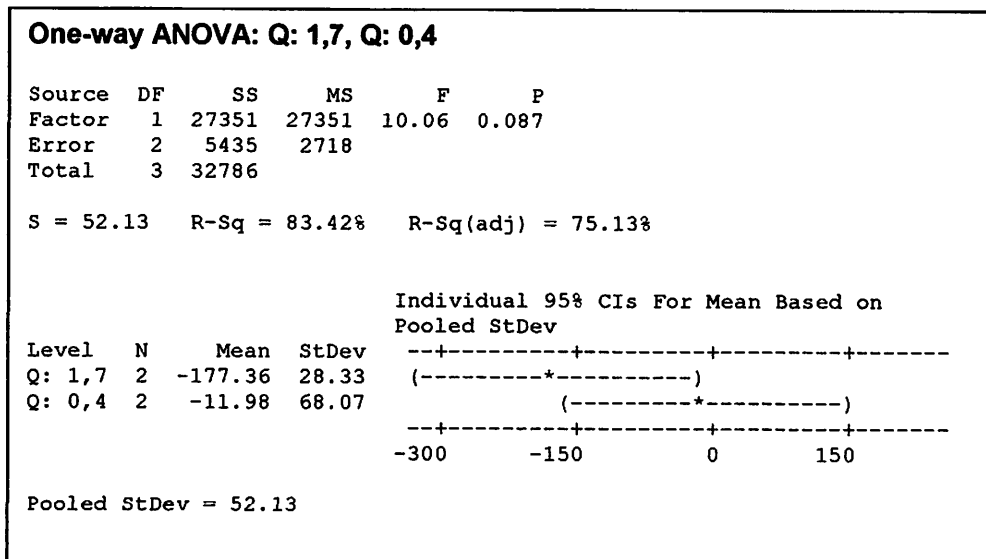 One-way ANOVA: Q: 1,7, Q: 0,4
Source  DF     SS     MS      F      P
Factor   1  27351  27351  10.06  0.087
Error    2   5435   2718
Total    3  32786
S = 52.13   R-Sq = 83.42%   R-Sq(adj) = 75.13%
Individual 95% CIs For Mean Based on
Pooled StDev
Level   N     Mean  StDev  --+---------+---------+---------+-------
Q: 1,7  2  -177.36  28.33  (---------*----------)
Q: 0,4  2   -11.98  68.07             (---------*----------)
--+---------+---------+---------+-------
-300      -150         0       150
Pooled StDev = 52.13